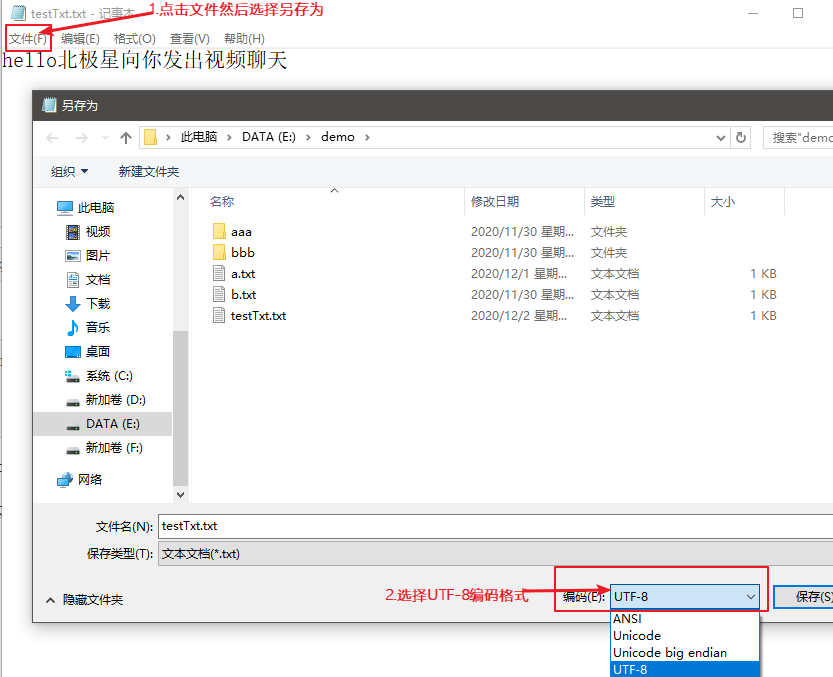 testTxt.txt - 记事本
1.点击文件然后选择另存为
文件(F) 编辑(E) 格式(O) 查看(V) 帮助(H)
hello北极星向你发出视频聊天
另存为
此电脑 > DATA (E:) > demo >
搜索"demo
组织 新建文件夹
名称 修改日期 类型 大小
此电脑
视频
图片
文档
下载
音乐
桌面
系统 (C:)
新加卷 (D:)
DATA (E:)
新加卷 (F:)
网络
aaa 2020/11/30 星期... 文件夹
bbb 2020/11/30 星期... 文件夹
a.txt 2020/12/1 星期... 文本文档 1 KB
b.txt 2020/11/30 星期... 文本文档 1 KB
testTxt.txt 2020/12/2 星期... 文本文档 1 KB
文件名(N): testTxt.txt
保存类型(T): 文本文档(*.txt)
隐藏文件夹
2.选择UTF-8编码格式
编码(E): UTF-8
保存(S)
ANSI
Unicode
Unicode big endian
UTF-8